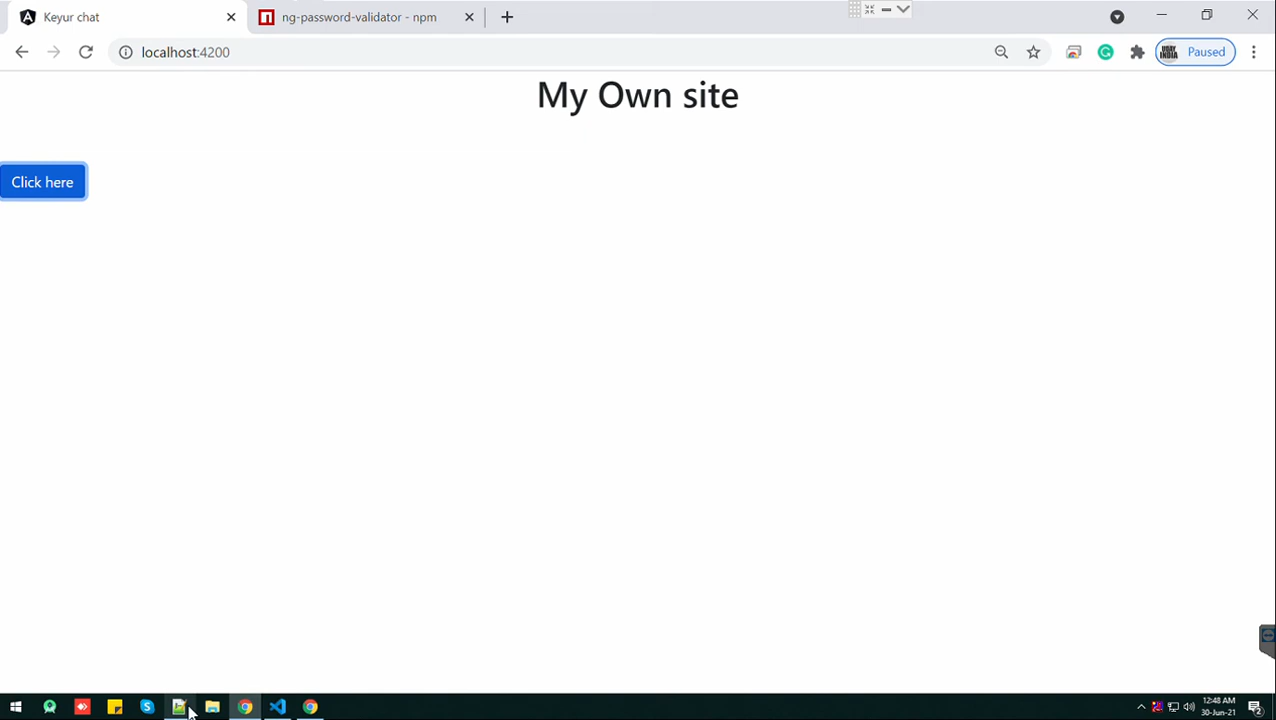 Keyur chat
ng-password-validator - npm
localhost:4200
Paused
My Own site
Click here
12:48 AM
30-Jun-21